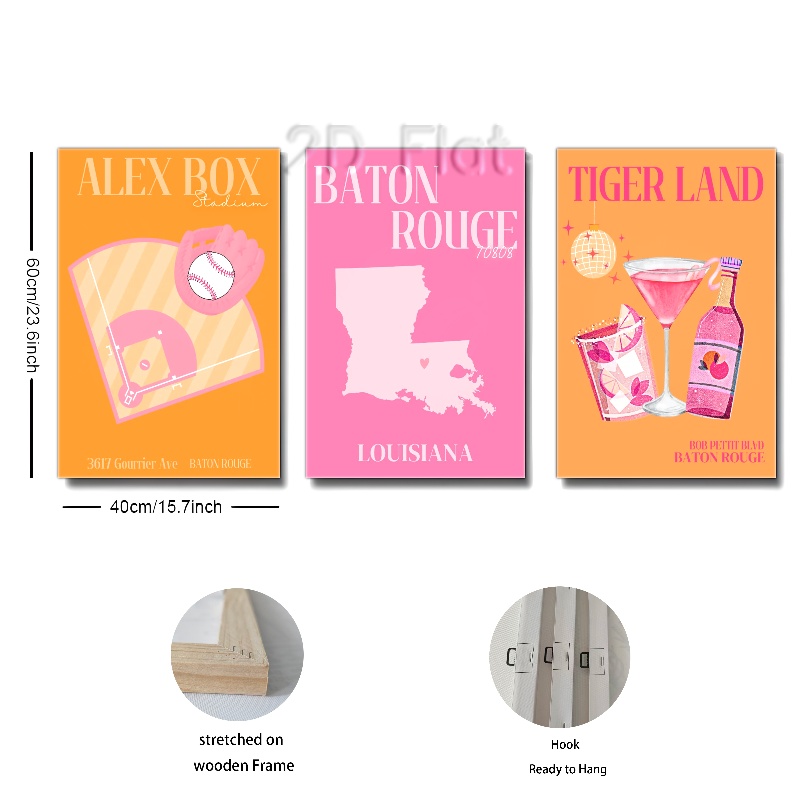 2D Flat
60cm/23.6inch
ALEX BOX
Stadium
3617 Gourrier Ave BATON ROUGE
BATON
ROUGE
70808
LOUISIANA
TIGER LAND
BOB PETTIT BLVD
BATON ROUGE
40cm/15.7inch
stretched on
wooden Frame
Hook
Ready to Hang